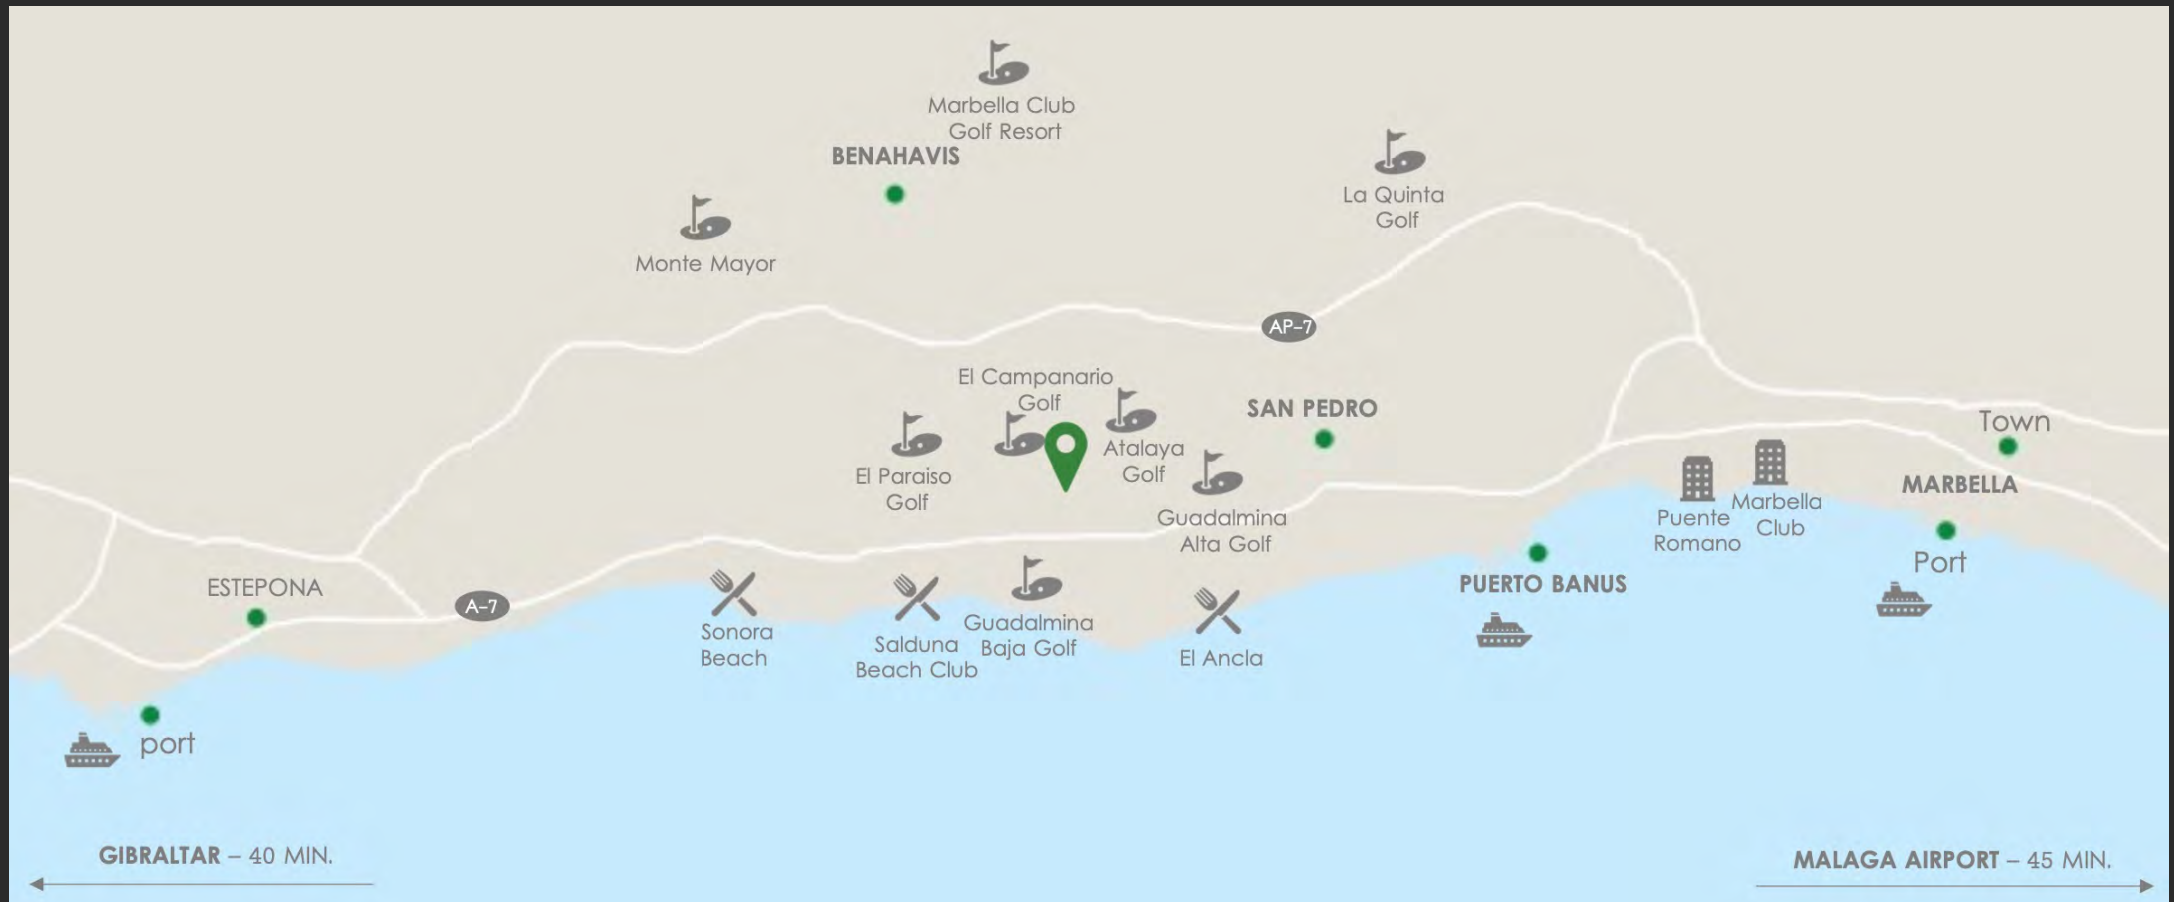 Marbella Club
Golf Resort
BENAHAVIS
La Quinta
Golf
Monte Mayor
AP-7
El Campanario
Golf
SAN PEDRO
Town
Atalaya
Golf
El Paraiso
Golf
MARBELLA
Marbella
Club
Puente
Romano
Guadalmina
Alta Golf
Port
ESTEPONA
PUERTO BANUS
A-7
Guadalmina
Baja Golf
Sonora
Beach
Salduna
Beach Club
El Ancla
port
GIBRALTAR – 40 MIN.
MALAGA AIRPORT – 45 MIN.